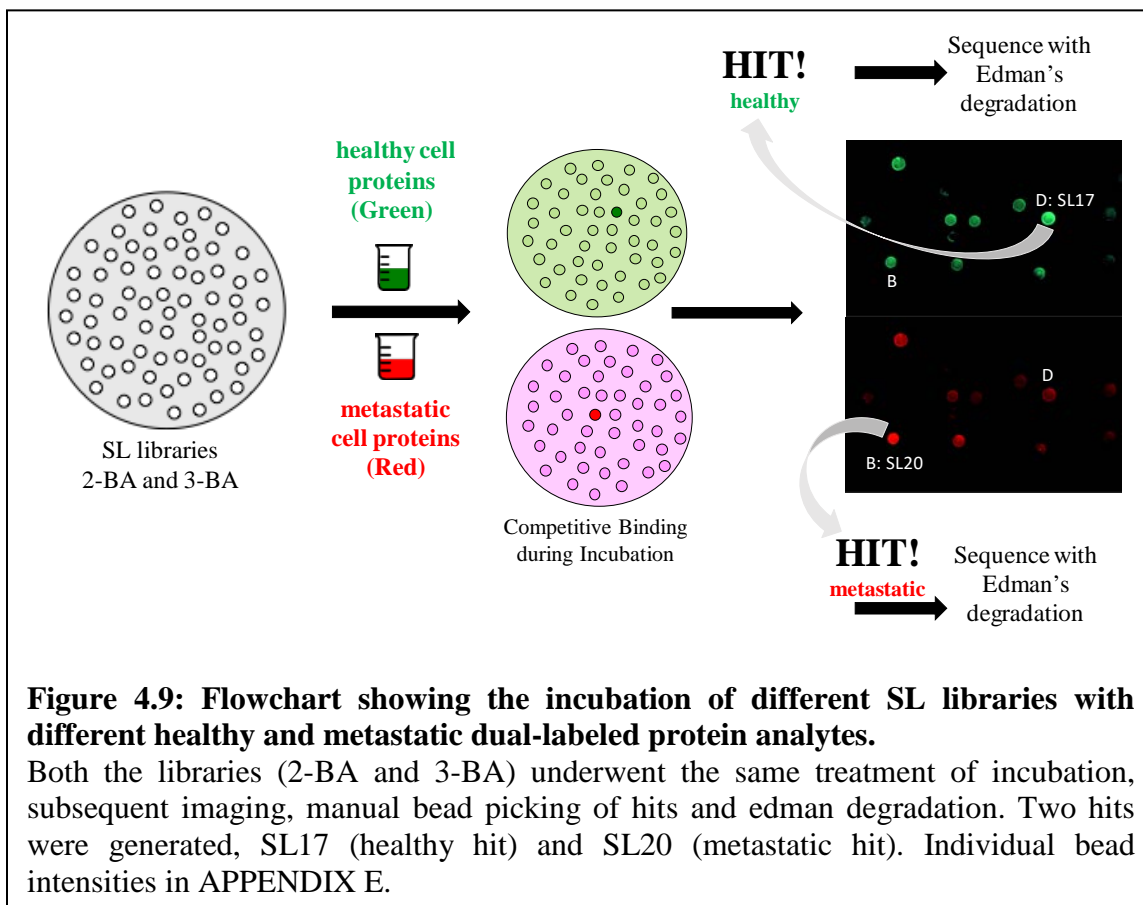 HIT!
healthy
Sequence with
Edman's
degradation
healthy cell
proteins
(Green)
metastatic
cell proteins
(Red)
SL libraries
2-BA and 3-BA
Competitive Binding
during Incubation
D: SL17
B
D
B: SL20
HIT!
metastatic
Sequence with
Edman's
degradation
Figure 4.9: Flowchart showing the incubation of different SL libraries with
different healthy and metastatic dual-labeled protein analytes.
Both the libraries (2-BA and 3-BA) underwent the same treatment of incubation,
subsequent imaging, manual bead picking of hits and edman degradation. Two hits
were generated, SL17 (healthy hit) and SL20 (metastatic hit). Individual bead
intensities in APPENDIX E.